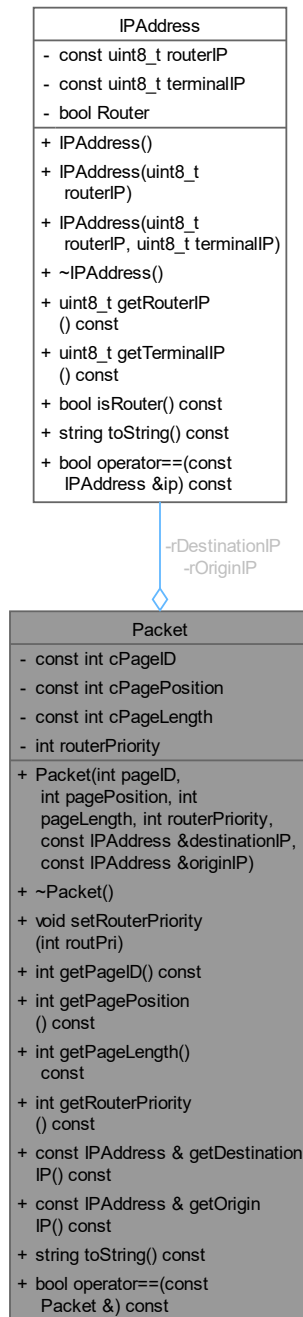 IPAddress
- const uint8_t routerIP
- const uint8_t terminalIP
- bool Router
+ IPAddress()
+ IPAddress(uint8_t
routerIP)
+ IPAddress(uint8_t
routerIP, uint8_t terminalIP)
+ ~IPAddress()
+ uint8_t getRouterIP
() const
+ uint8_t getTerminalIP
() const
+ bool isRouter() const
+ string toString() const
+ bool operator==(const
IPAddress &ip) const
-rDestinationIP
-rOriginIP
Packet
- const int cPageID
- const int cPagePosition
- const int cPageLength
- int routerPriority
+ Packet(int pageID,
int pagePosition, int
pageLength, int routerPriority,
const IPAddress &destinationIP,
const IPAddress &originIP)
+ ~Packet()
+ void setRouterPriority
(int routPri)
+ int getPageID() const
+ int getPagePosition
() const
+ int getPageLength()
const
+ int getRouterPriority
() const
+ const IPAddress & getDestination
IP() const
+ const IPAddress & getOrigin
IP() const
+ string toString() const
+ bool operator==(const
Packet &) const